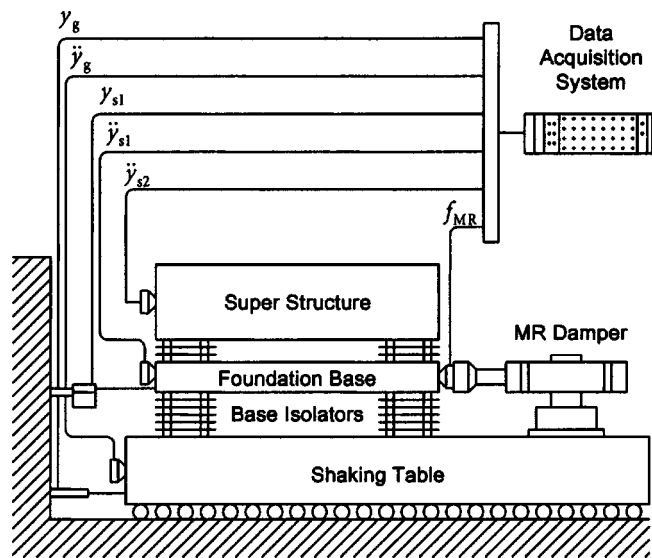 y_g
ÿ_g
y_s1
ÿ_s1
ÿ_s2
f_MR
Data
Acquisition
System
Super Structure
MR Damper
Foundation Base
Base Isolators
Shaking Table